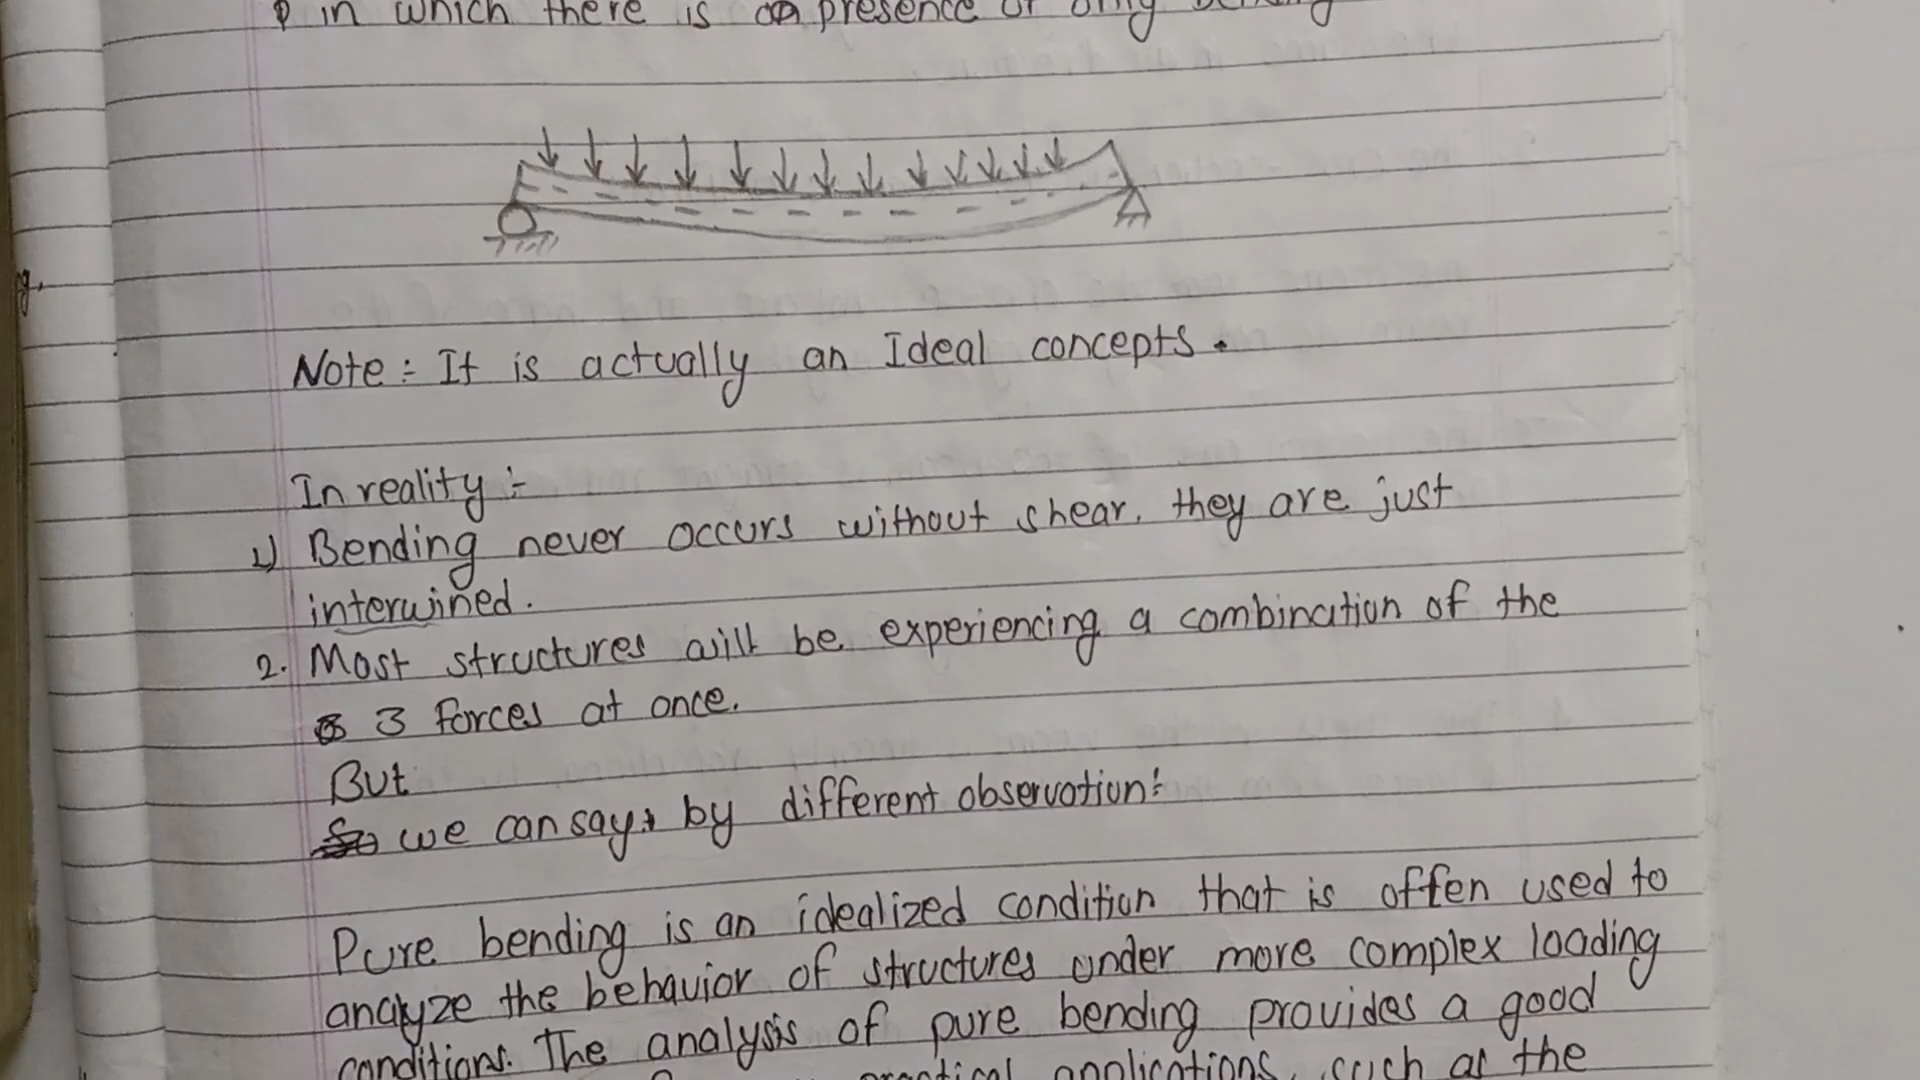 in which there is presence of only
Note : It is actually an Ideal concepts.
In reality :-
1) Bending never occurs without shear, they are just
interwined.
2. Most structures will be experiencing a combination of the
3 forces at once.
But
we can say, by different observation:
Pure bending is an idealized condition that is often used to
analyze the behavior of structures under more complex loading
conditions. The analysis of pure bending provides a good
practical applications, such as the